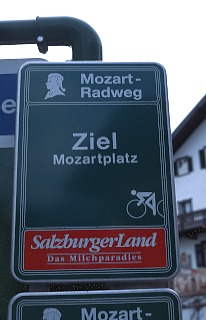 Mozart-
Radweg
Ziel
Mozartplatz
SalzburgerLand
Das Milchparadies
Mozart-